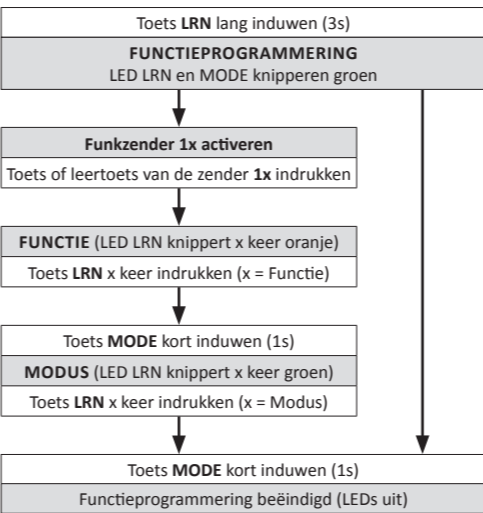 Toets LRN lang induwen (3s)
FUNCTIEPROGRAMMERING
LED LRN en MODE knipperen groen
Funkzender 1x activeren
Toets of leertoets van de zender 1x indrukken
FUNCTIE (LED LRN knippert x keer oranje)
Toets LRN x keer indrukken (x = Functie)
Toets MODE kort induwen (1s)
MODUS (LED LRN knippert x keer groen)
Toets LRN x keer indrukken (x = Modus)
Toets MODE kort induwen (1s)
Functieprogrammering beëindigd (LEDs uit)